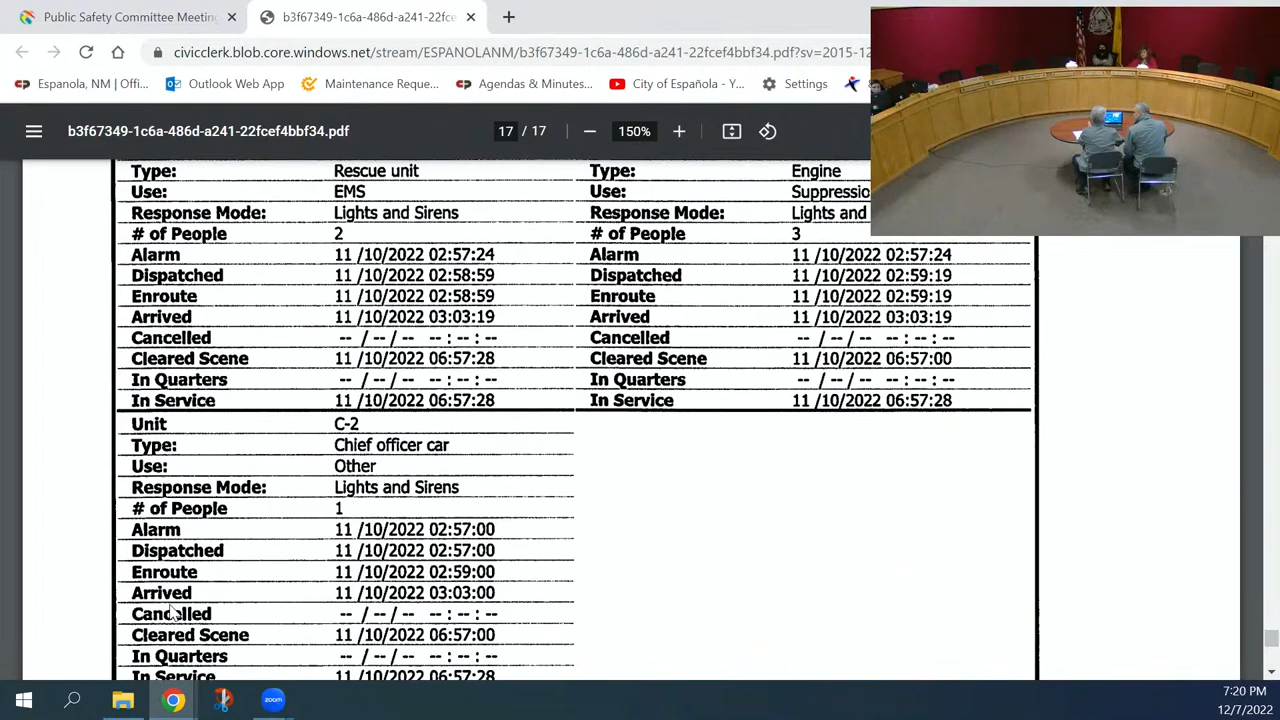 Public Safety Committee Meeting
b3f67349-1c6a-486d-a241-22fce
civicclerk.blob.core.windows.net/stream/ESPANOLANM/b3f67349-1c6a-486d-a241-22fcef4bbf34.pdf?sv=2015-12
Espanola, NM | Offi...
Outlook Web App
Maintenance Reque...
Agendas & Minutes...
City of Española - Y...
Settings
b3f67349-1c6a-486d-a241-22fcef4bbf34.pdf
17 / 17
150%
Type: Rescue unit Type: Engine
Use: EMS Use: Suppressio
Response Mode: Lights and Sirens Response Mode: Lights and
# of People 2 # of People 3
Alarm 11 /10/2022 02:57:24 Alarm 11 /10/2022 02:57:24
Dispatched 11 /10/2022 02:58:59 Dispatched 11 /10/2022 02:59:19
Enroute 11 /10/2022 02:58:59 Enroute 11 /10/2022 02:59:19
Arrived 11 /10/2022 03:03:19 Arrived 11 /10/2022 03:03:19
Cancelled -- / -- / -- -- : -- : -- Cancelled -- / -- / -- -- : -- : --
Cleared Scene 11 /10/2022 06:57:28 Cleared Scene 11 /10/2022 06:57:00
In Quarters -- / -- / -- -- : -- : -- In Quarters -- / -- / -- -- : -- : --
In Service 11 /10/2022 06:57:28 In Service 11 /10/2022 06:57:28
Unit C-2
Type: Chief officer car
Use: Other
Response Mode: Lights and Sirens
# of People 1
Alarm 11 /10/2022 02:57:00
Dispatched 11 /10/2022 02:57:00
Enroute 11 /10/2022 02:59:00
Arrived 11 /10/2022 03:03:00
Cancelled -- / -- / -- -- : -- : --
Cleared Scene 11 /10/2022 06:57:00
In Quarters -- / -- / -- -- : -- : --
In Service 11 /10/2022 06:57:28
zoom
7:20 PM
12/7/2022